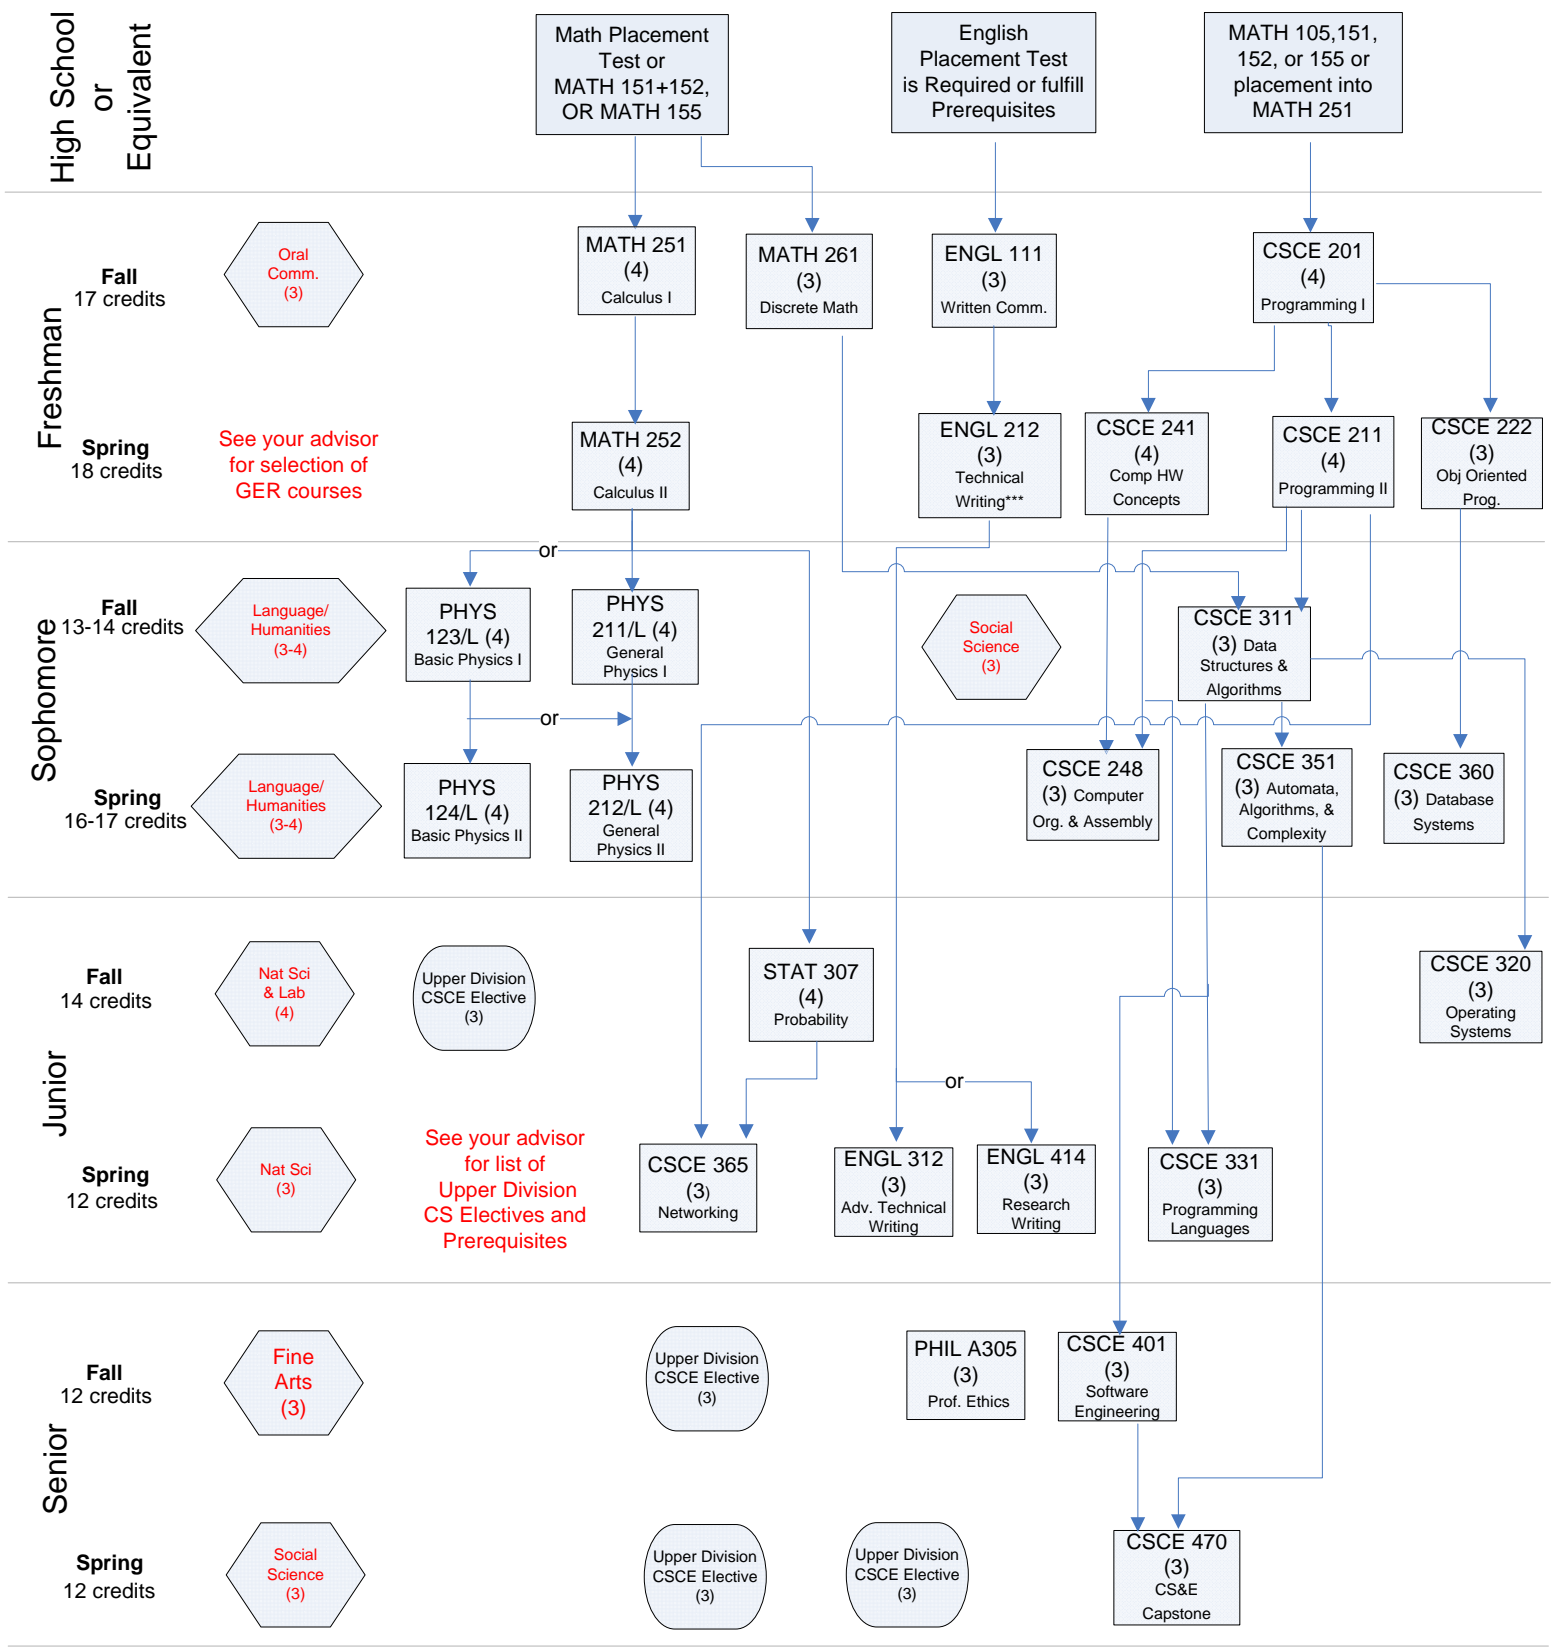 High School
or
Equivalent
Math Placement
Test or
MATH 151+152,
OR MATH 155
English
Placement Test
is Required or fulfill
Prerequisites
MATH 105,151,
152, or 155 or
placement into
MATH 251
Freshman
Fall
17 credits
Oral
Comm.
(3)
MATH 251
(4)
Calculus I
MATH 261
(3)
Discrete Math
ENGL 111
(3)
Written Comm.
CSCE 201
(4)
Programming I
Spring
18 credits
See your advisor
for selection of
GER courses
MATH 252
(4)
Calculus II
ENGL 212
(3)
Technical
Writing***
CSCE 241
(4)
Comp HW
Concepts
CSCE 211
(4)
Programming II
CSCE 222
(3)
Obj Oriented
Prog.
or
Sophomore
Fall
13-14 credits
Language/
Humanities
(3-4)
PHYS
123/L (4)
Basic Physics I
PHYS
211/L (4)
General
Physics I
Social
Science
(3)
CSCE 311
(3) Data
Structures &
Algorithms
or
Spring
16-17 credits
Language/
Humanities
(3-4)
PHYS
124/L (4)
Basic Physics II
PHYS
212/L (4)
General
Physics II
CSCE 248
(3) Computer
Org. & Assembly
CSCE 351
(3) Automata,
Algorithms, &
Complexity
CSCE 360
(3) Database
Systems
Junior
Fall
14 credits
Nat Sci
& Lab
(4)
Upper Division
CSCE Elective
(3)
STAT 307
(4)
Probability
CSCE 320
(3)
Operating
Systems
or
Spring
12 credits
Nat Sci
(3)
See your advisor
for list of
Upper Division
CS Electives and
Prerequisites
CSCE 365
(3)
Networking
ENGL 312
(3)
Adv. Technical
Writing
ENGL 414
(3)
Research
Writing
CSCE 331
(3)
Programming
Languages
Senior
Fall
12 credits
Fine
Arts
(3)
Upper Division
CSCE Elective
(3)
PHIL A305
(3)
Prof. Ethics
CSCE 401
(3)
Software
Engineering
Spring
12 credits
Social
Science
(3)
Upper Division
CSCE Elective
(3)
Upper Division
CSCE Elective
(3)
CSCE 470
(3)
CS&E
Capstone